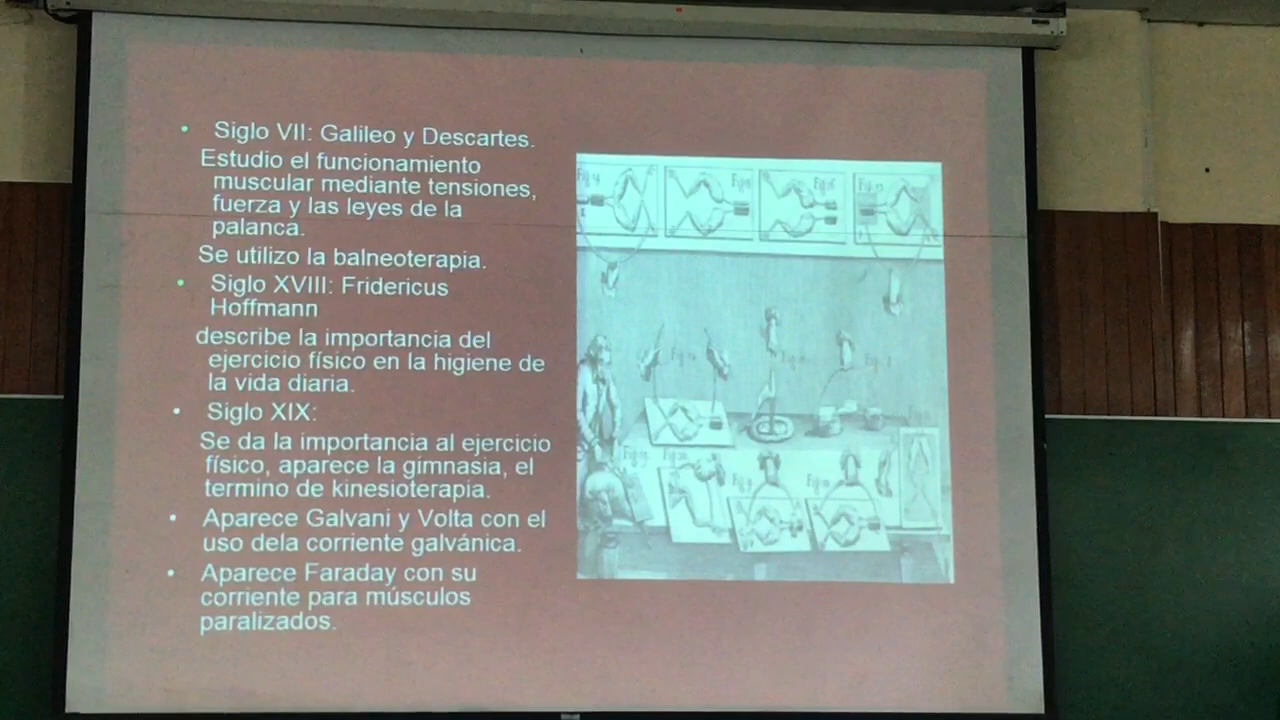 • Siglo VII: Galileo y Descartes.
Estudio el funcionamiento
muscular mediante tensiones,
fuerza y las leyes de la
palanca.
Se utilizo la balneoterapia.
• Siglo XVIII: Fridericus
Hoffmann
describe la importancia del
ejercicio físico en la higiene de
la vida diaria.
• Siglo XIX:
Se da la importancia al ejercicio
físico, aparece la gimnasia, el
termino de kinesioterapia.
• Aparece Galvani y Volta con el
uso dela corriente galvánica.
• Aparece Faraday con su
corriente para músculos
paralizados.